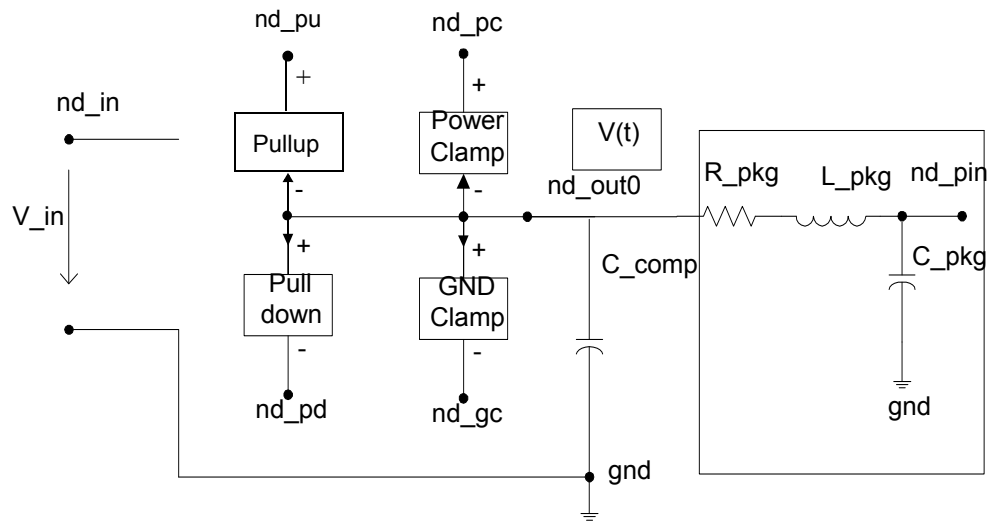 nd_pu
nd_pc
+
+
nd_in
Pullup
Power
Clamp
V(t)
R_pkg
L_pkg
nd_pin
-
-
nd_out0
V_in
+
+
C_comp
C_pkg
Pull
down
GND
Clamp
-
-
nd_pd
nd_gc
gnd
gnd